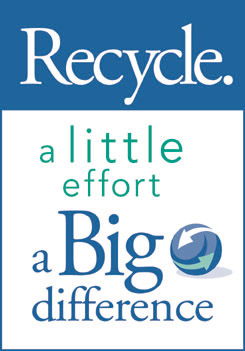 Recycle.
a little
effort
a Big
difference